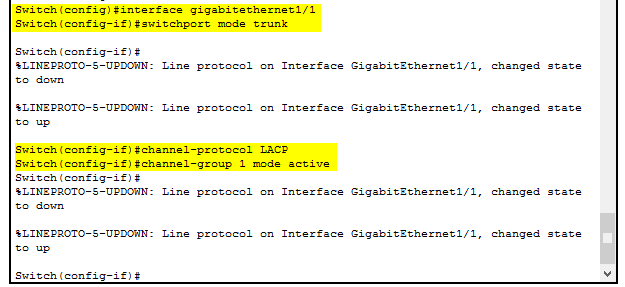 Switch(config)#interface gigabitethernet1/1
Switch(config-if)#switchport mode trunk
Switch(config-if)#
%LINEPROTO-5-UPDOWN: Line protocol on Interface GigabitEthernet1/1, changed state
to down
%LINEPROTO-5-UPDOWN: Line protocol on Interface GigabitEthernet1/1, changed state
to up
Switch(config-if)#channel-protocol LACP
Switch(config-if)#channel-group 1 mode active
Switch(config-if)#
%LINEPROTO-5-UPDOWN: Line protocol on Interface GigabitEthernet1/1, changed state
to down
%LINEPROTO-5-UPDOWN: Line protocol on Interface GigabitEthernet1/1, changed state
to up
Switch(config-if)#